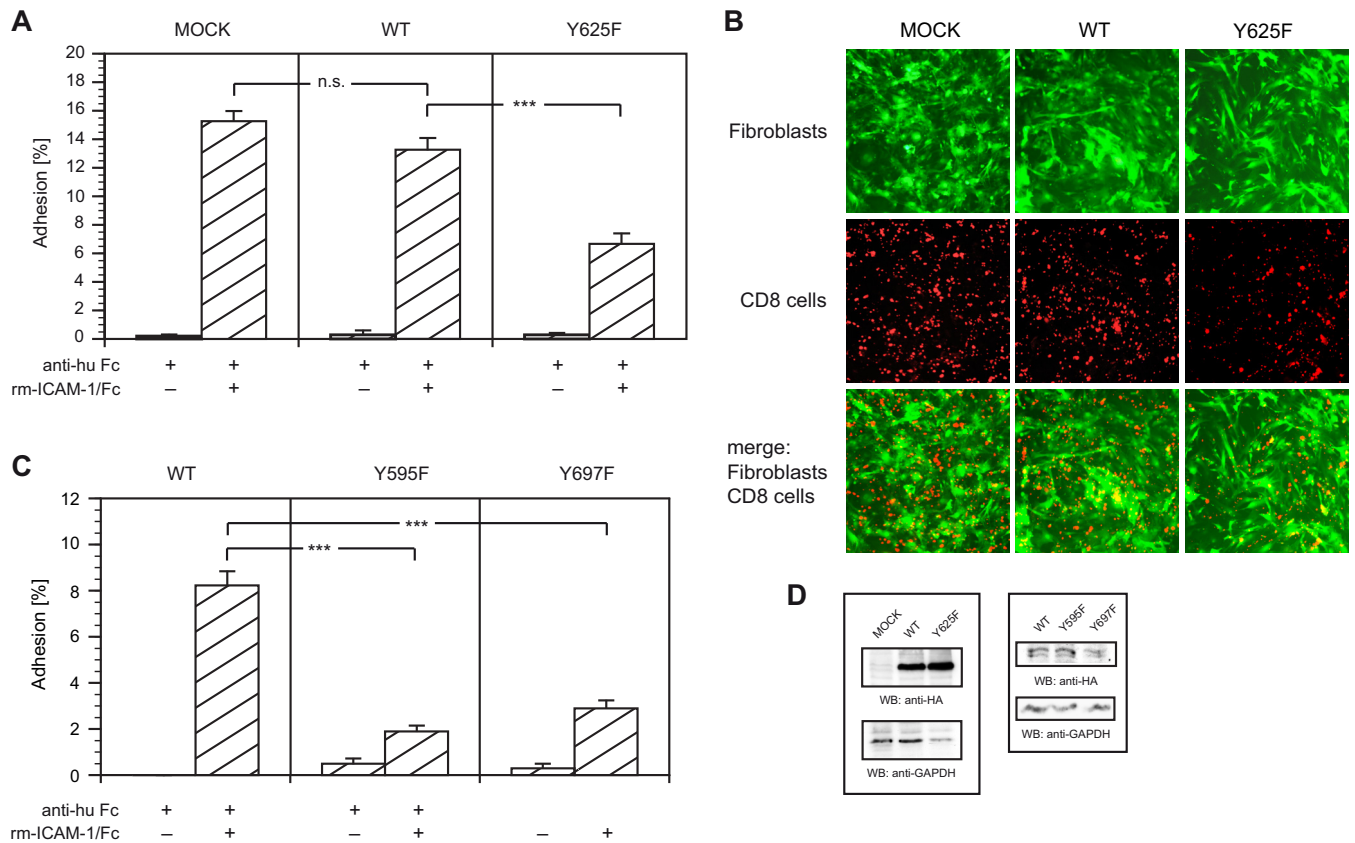 A
MOCK WT Y625F
20
18
16
14
12
10
8
6
4
2
0
Adhesion [%]
n.s.
***
anti-hu Fc + + + + + +
rm-ICAM-1/Fc – + – + – +
B
MOCK WT Y625F
Fibroblasts
CD8 cells
merge:
Fibroblasts
CD8 cells
C
WT Y595F Y697F
12
10
8
6
4
2
0
Adhesion [%]
***
***
anti-hu Fc + + + +
rm-ICAM-1/Fc – + – + – +
D
MOCK WT Y625F
WB: anti-HA
WB: anti-GAPDH
WT Y595F Y697F
WB: anti-HA
WB: anti-GAPDH